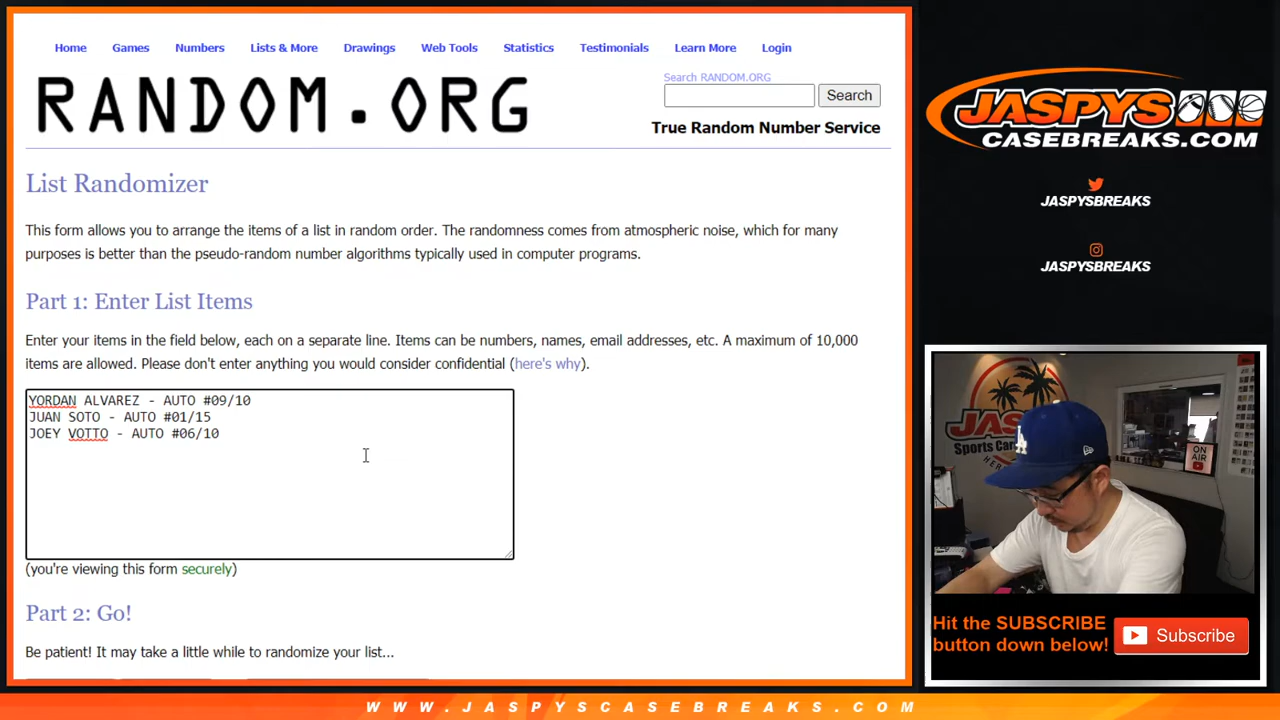 Home Games Numbers Lists & More Drawings Web Tools Statistics Testimonials Learn More Login
RANDOM.ORG
Search RANDOM.ORG
Search
True Random Number Service
List Randomizer
This form allows you to arrange the items of a list in random order. The randomness comes from atmospheric noise, which for many
purposes is better than the pseudo-random number algorithms typically used in computer programs.
Part 1: Enter List Items
Enter your items in the field below, each on a separate line. Items can be numbers, names, email addresses, etc. A maximum of 10,000
items are allowed. Please don't enter anything you would consider confidential (here's why).
YORDAN ALVAREZ - AUTO #09/10
JUAN SOTO - AUTO #01/15
JOEY VOTTO - AUTO #06/10
(you're viewing this form securely)
Part 2: Go!
Be patient! It may take a little while to randomize your list...
JASPYS
CASEBREAKS.COM
JASPYSBREAKS
JASPYSBREAKS
JASPY'S
Sports Car
HER
ON
AIR
LA
Hit the SUBSCRIBE
button down below!
Subscribe
WWW.JASPYSCASEBREAKS.COM